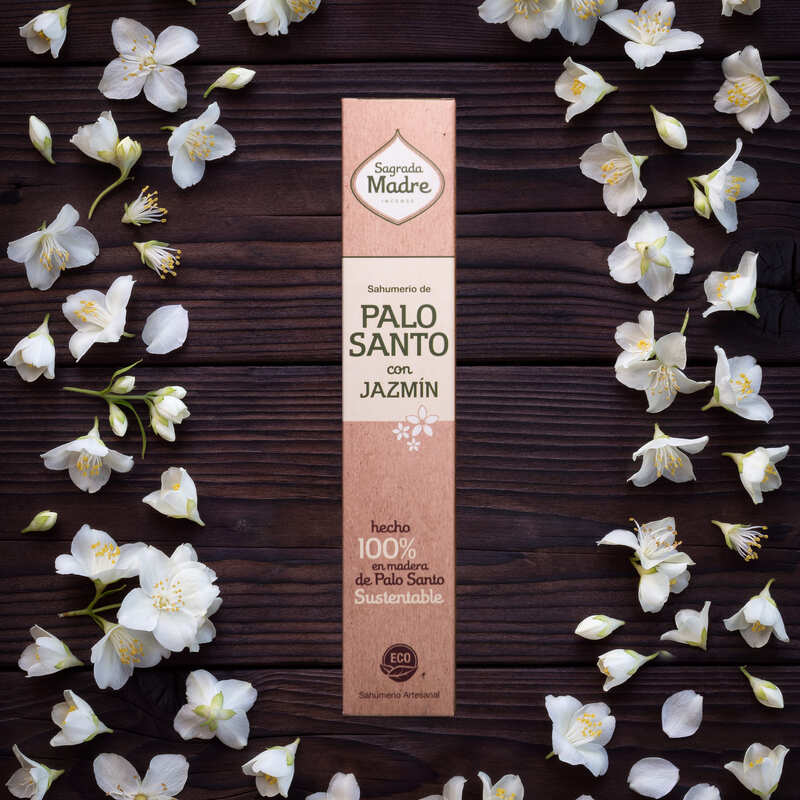 Sagrada
Madre
INCENSE
Sahumerio de
PALO
SANTO
con
JAZMÍN
hecho
100%
en madera
de Palo Santo
Sustentable
ECO
Sahumerio Artesanal